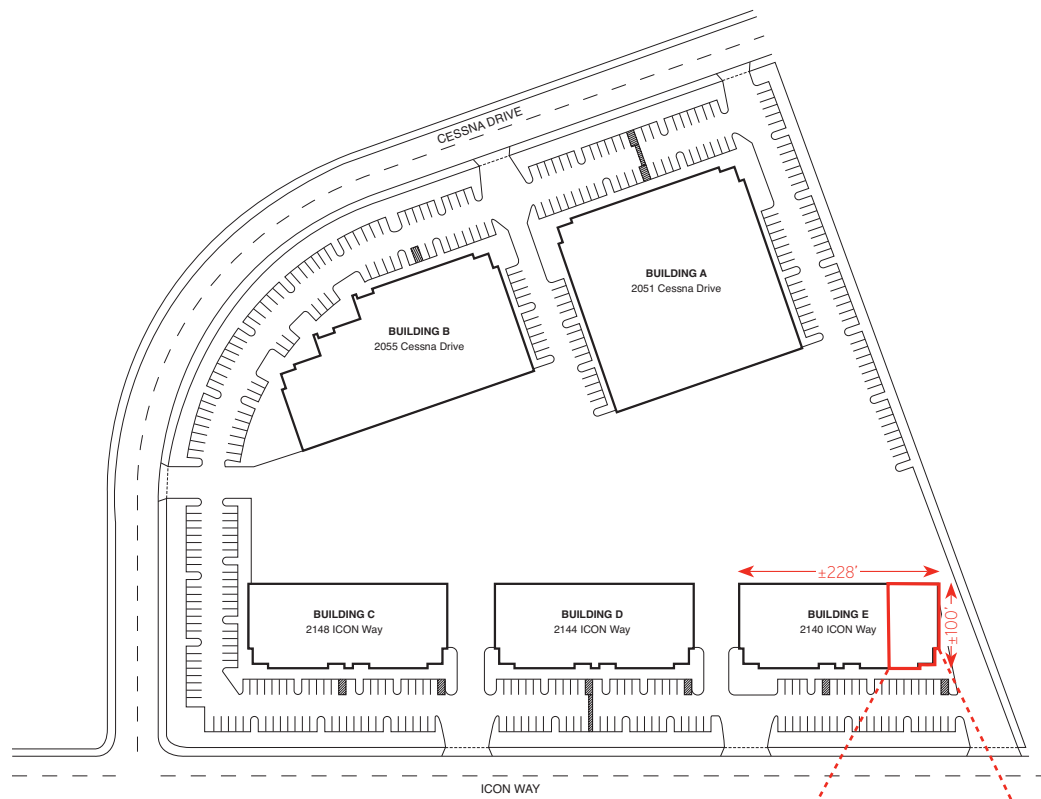 CESSNA DRIVE
BUILDING A
2051 Cessna Drive
BUILDING B
2055 Cessna Drive
±228’
BUILDING C
2148 ICON Way
BUILDING D
2144 ICON Way
BUILDING E
2140 ICON Way
±100’
ICON WAY